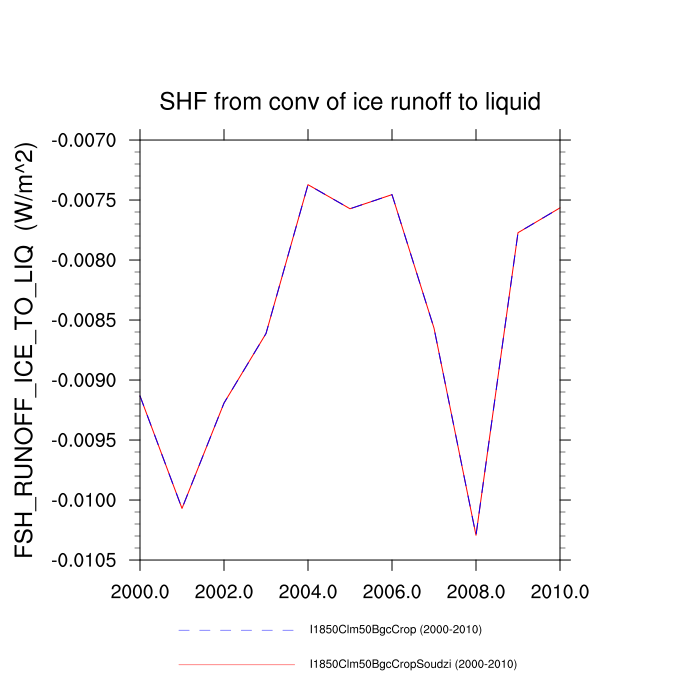 SHF from conv of ice runoff to liquid
FSH_RUNOFF_ICE_TO_LIQ (W/m^2)
-0.0070
-0.0075
-0.0080
-0.0085
-0.0090
-0.0095
-0.0100
-0.0105
2000.0 2002.0 2004.0 2006.0 2008.0 2010.0
I1850Clm50BgcCrop (2000-2010)
I1850Clm50BgcCropSoudzi (2000-2010)